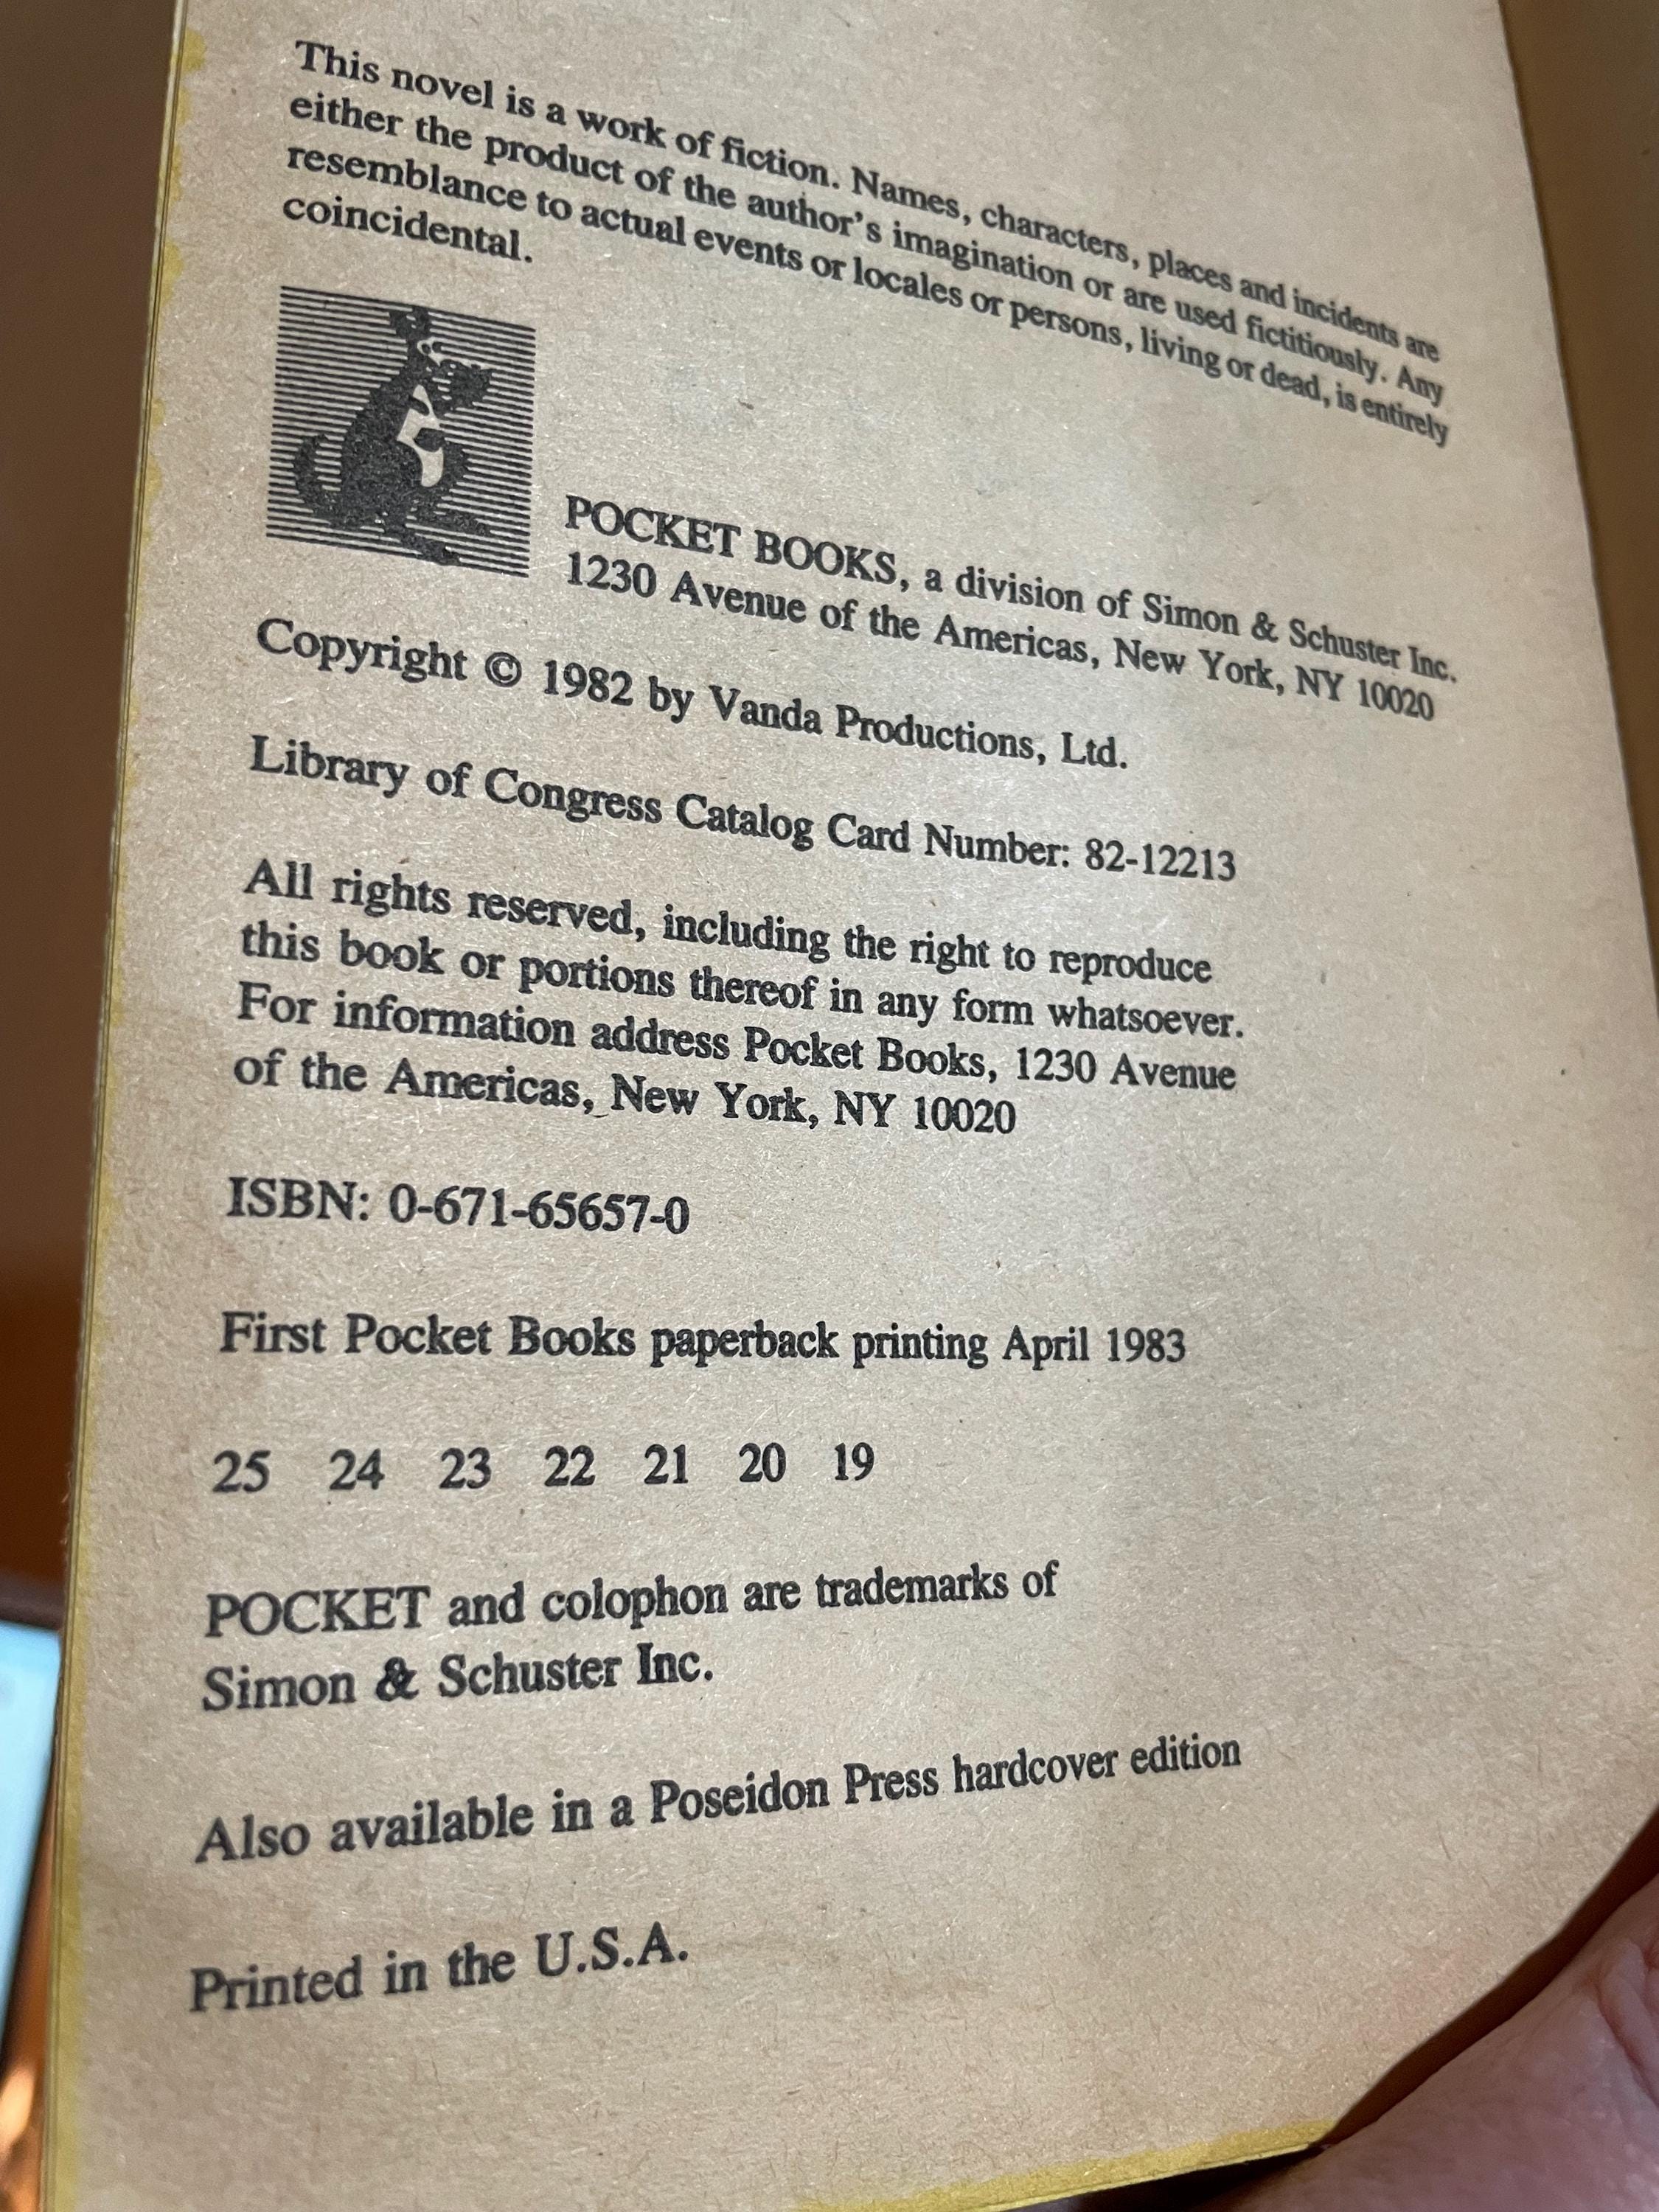 This novel is a work of fiction. Names, characters, places and incidents are
either the product of the author's imagination or are used fictitiously. Any
resemblance to actual events or locales or persons, living or dead, is entirely
coincidental.
POCKET BOOKS, a division of Simon & Schuster Inc.
1230 Avenue of the Americas, New York, NY 10020
Copyright © 1982 by Vanda Productions, Ltd.
Library of Congress Catalog Card Number: 82-12213
All rights reserved, including the right to reproduce
this book or portions thereof in any form whatsoever.
For information address Pocket Books, 1230 Avenue
of the Americas, New York, NY 10020
ISBN: 0-671-65657-0
First Pocket Books paperback printing April 1983
25 24 23 22 21 20 19
POCKET and colophon are trademarks of
Simon & Schuster Inc.
Also available in a Poseidon Press hardcover edition
Printed in the U.S.A.